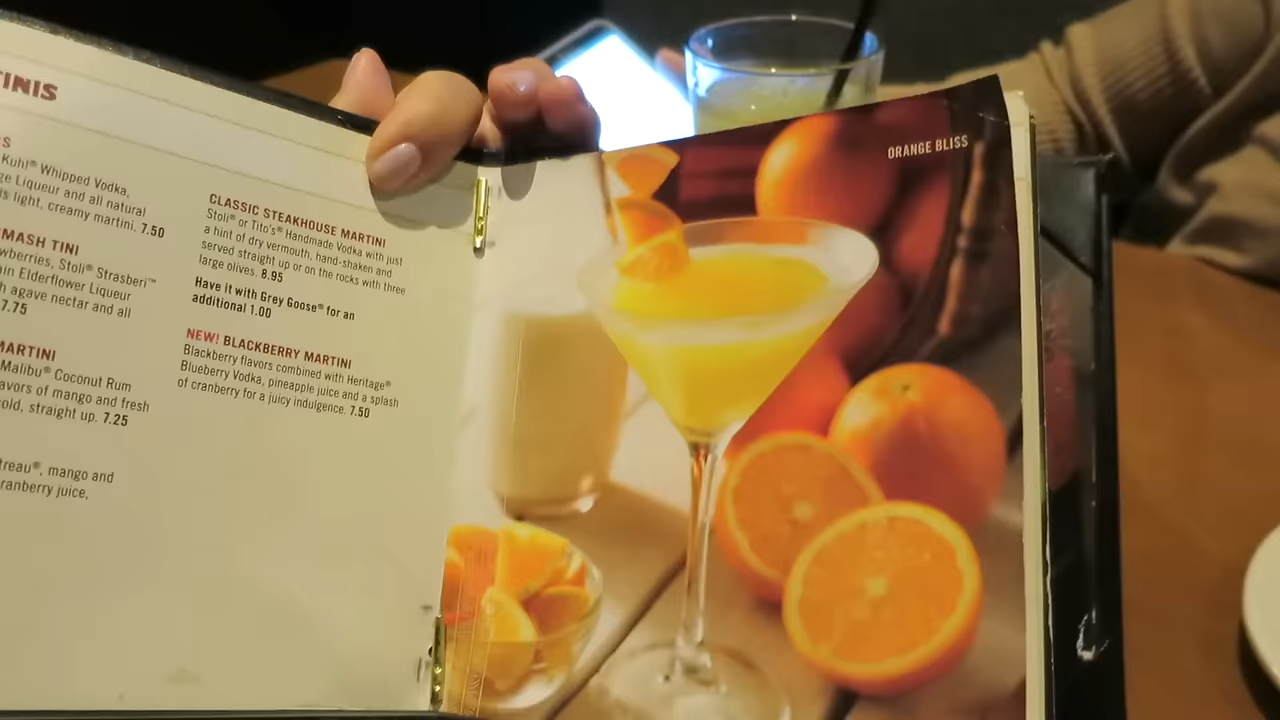 TINIS
S
Kuhl® Whipped Vodka,
ge Liqueur and all natural
s light, creamy martini. 7.50
MASH TINI
wberries, Stoli® Strasberi™
ain Elderflower Liqueur
h agave nectar and all
7.75
MARTINI
Malibu® Coconut Rum
avors of mango and fresh
cold, straight up. 7.25
treau®, mango and
ranberry juice,
CLASSIC STEAKHOUSE MARTINI
Stoli® or Tito's® Handmade Vodka with just
a hint of dry vermouth, hand-shaken and
served straight up or on the rocks with three
large olives. 8.95
Have it with Grey Goose® for an
additional 1.00
NEW! BLACKBERRY MARTINI
Blackberry flavors combined with Heritage®
Blueberry Vodka, pineapple juice and a splash
of cranberry for a juicy indulgence. 7.50
ORANGE BLISS